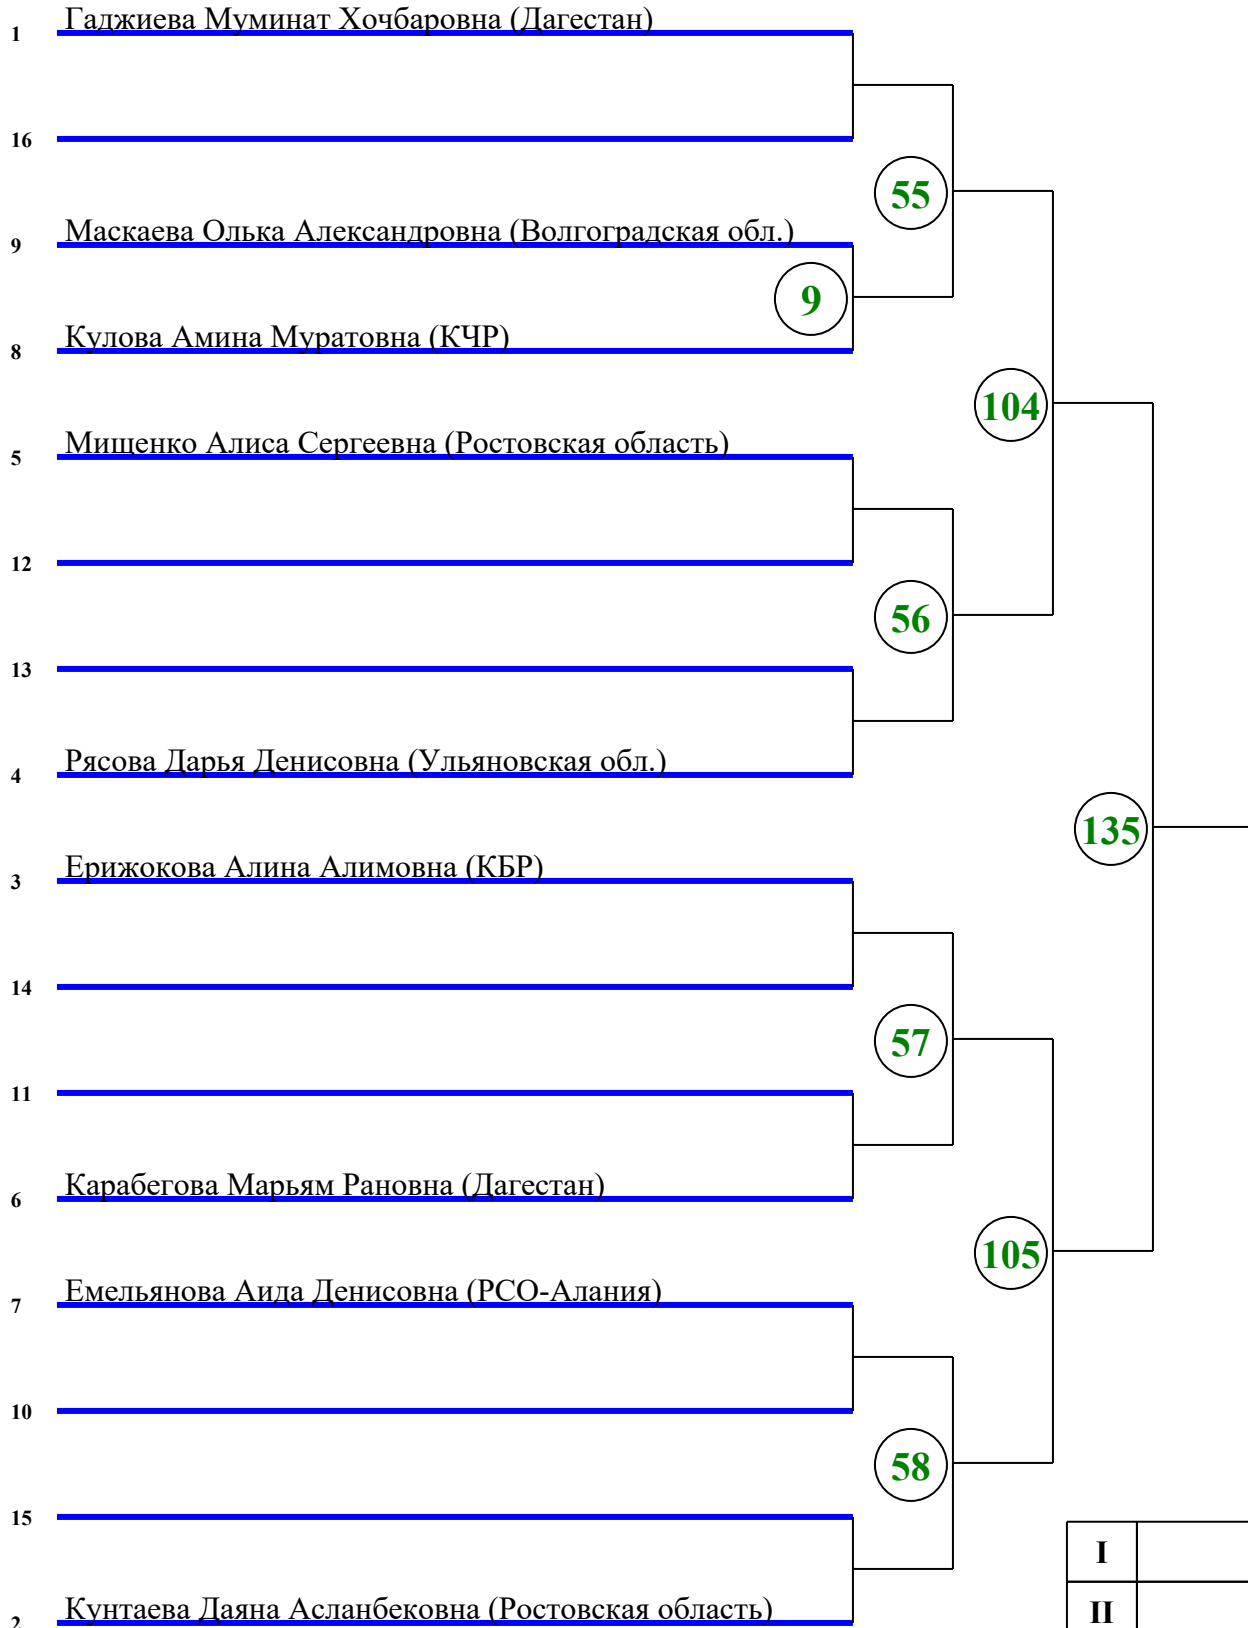 1 Гаджиева Муминат Хочбаровна (Дагестан)
16
55
9 Маскаева Олька Александровна (Волгоградская обл.)
9
8 Кулова Амина Муратовна (КЧР)
104
5 Мищенко Алиса Сергеевна (Ростовская область)
12
56
13
4 Рясова Дарья Денисовна (Ульяновская обл.)
135
3 Ерижокова Алина Алимовна (КБР)
14
57
11
6 Карабегова Марьям Рановна (Дагестан)
105
7 Емельянова Аида Денисовна (РСО-Алания)
10
58
15
I
2 Кунтаева Даяна Асланбековна (Ростовская область)
II